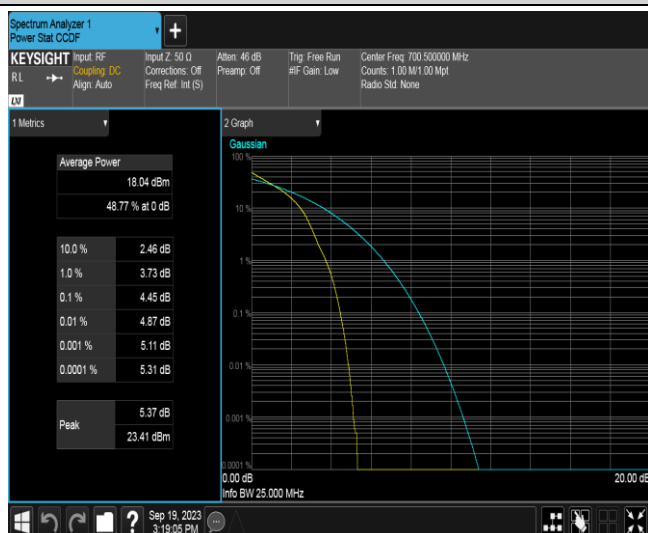 Spectrum Analyzer 1
Power Stat CCDF
+
KEYSIGHT
RL
Input: RF
Coupling: DC
Align: Auto
Input Z: 50 Ω
Corrections: Off
Freq Ref: Int (S)
Atten: 46 dB
Preamp: Off
Trig: Free Run
#IF Gain: Low
Center Freq: 700.500000 MHz
Counts: 1.00 M/1.00 Mpt
Radio Std: None
LXI
1 Metrics
Average Power
18.04 dBm
48.77 % at 0 dB
10.0 % 2.46 dB
1.0 % 3.73 dB
0.1 % 4.45 dB
0.01 % 4.87 dB
0.001 % 5.11 dB
0.0001 % 5.31 dB
Peak
5.37 dB
23.41 dBm
2 Graph
Gaussian
100 %
10 %
1 %
0.1 %
0.01 %
0.001 %
0.0001 %
0.00 dB
20.00 dB
Info BW 25.000 MHz
?
Sep 19, 2023
3:19:05 PM